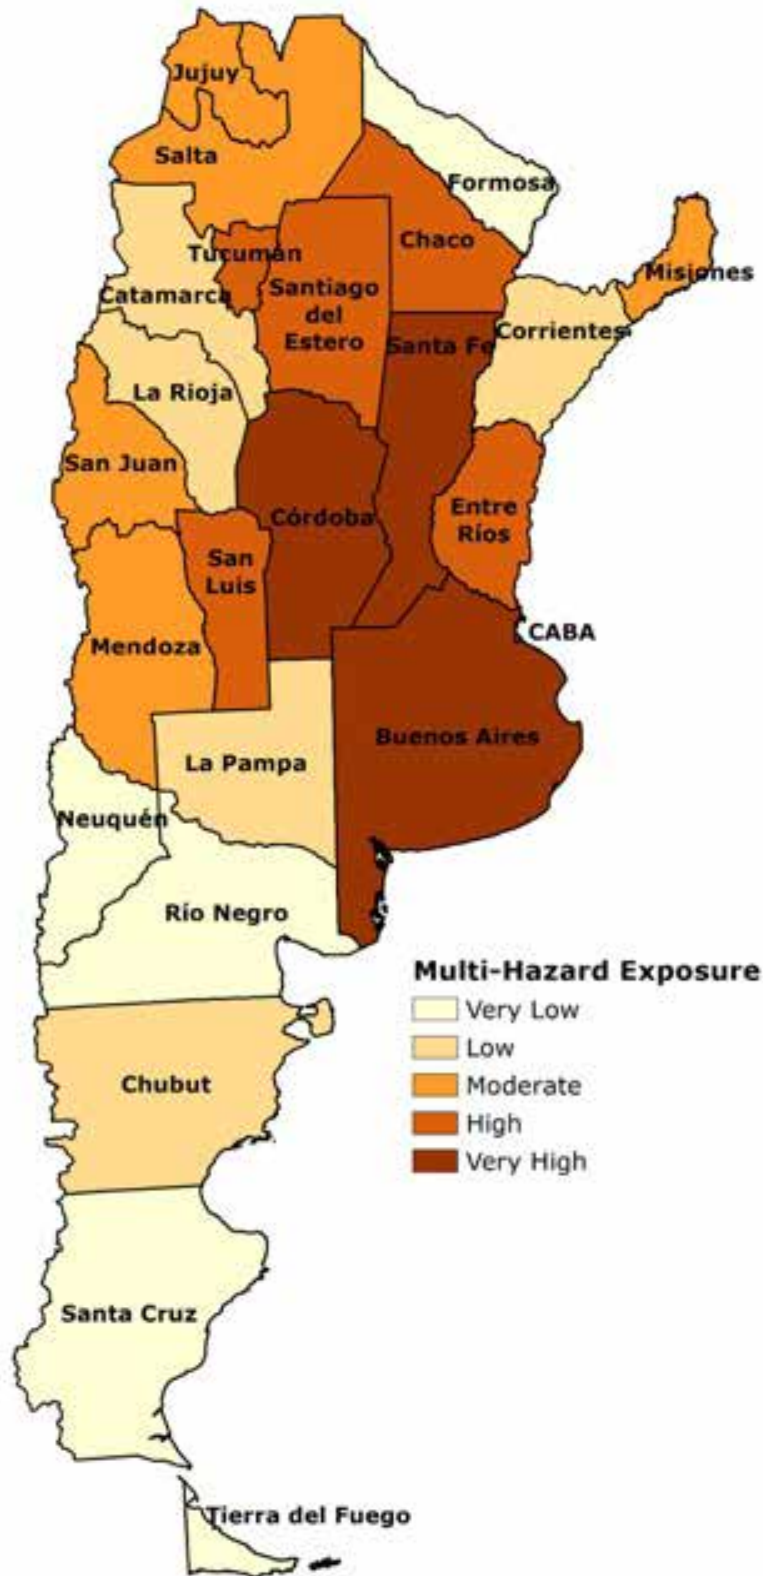 Jujuy
Salta
Formosa
Chaco
Tucumán
Misiones
Catamarca
Santiago
del
Estero
Corrientes
Santa Fe
La Rioja
San Juan
Córdoba
Entre
Ríos
San
Luis
CABA
Mendoza
Buenos Aires
La Pampa
Neuquén
Río Negro
Multi-Hazard Exposure
Very Low
Low
Moderate
High
Very High
Chubut
Santa Cruz
Tierra del Fuego